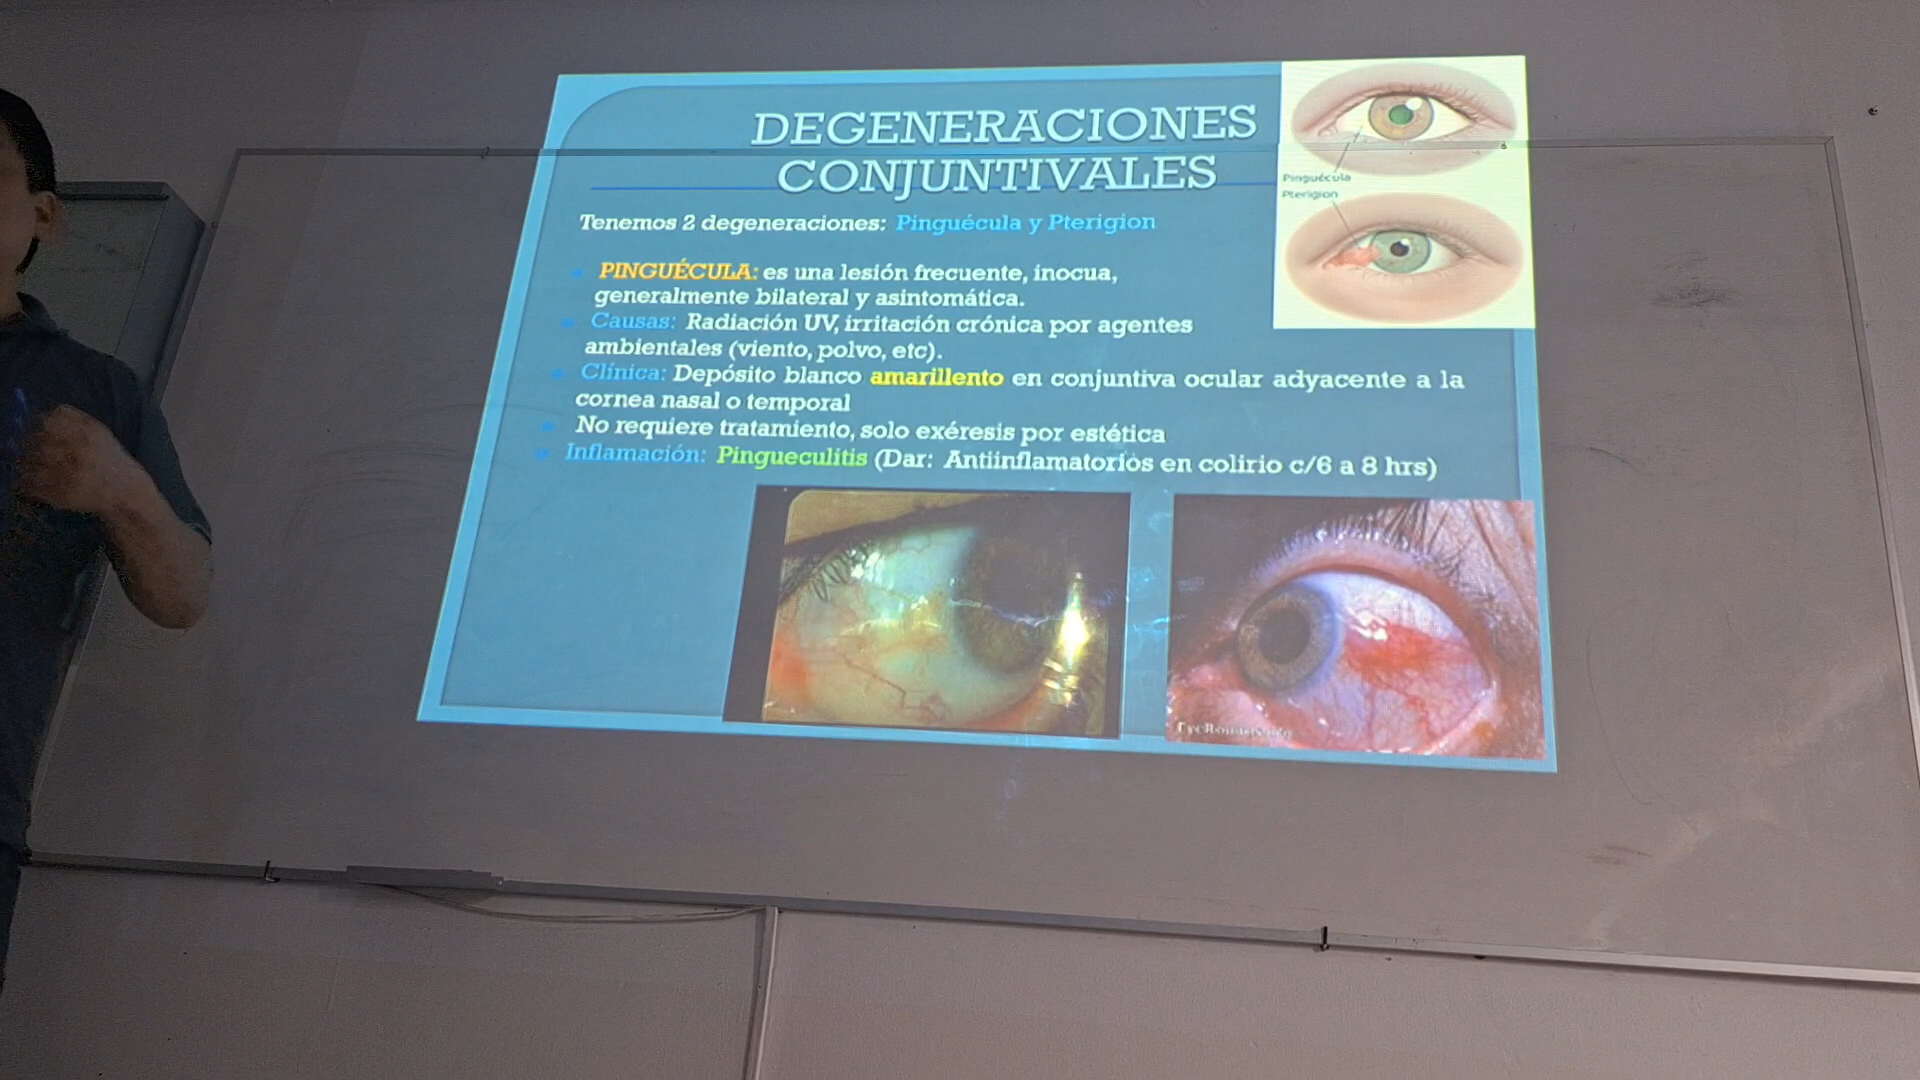 DEGENERACIONES
CONJUNTIVALES
Pinguécula
Pterigion
Tenemos 2 degeneraciones: Pinguécula y Pterigion
PINGUÉCULA: es una lesión frecuente, inocua,
generalmente bilateral y asintomática.
Causas: Radiación UV, irritación crónica por agentes
ambientales (viento, polvo, etc).
Clínica: Depósito blanco amarillento en conjuntiva ocular adyacente a la
cornea nasal o temporal
No requiere tratamiento, solo exéresis por estética
Inflamación: Pingueculitis (Dar: Antiinflamatorios en colirio c/6 a 8 hrs)